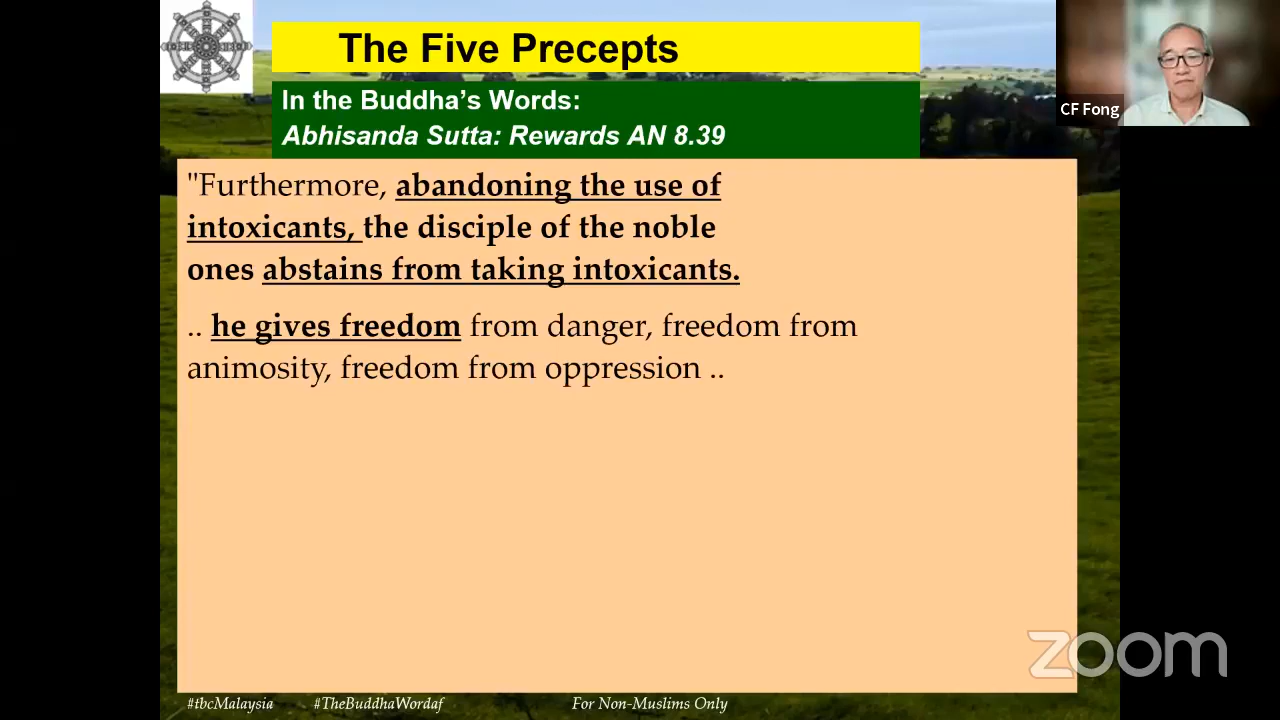 The Five Precepts
In the Buddha’s Words:
Abhisanda Sutta: Rewards AN 8.39
CF Fong
"Furthermore, abandoning the use of
intoxicants, the disciple of the noble
ones abstains from taking intoxicants.
.. he gives freedom from danger, freedom from
animosity, freedom from oppression ..
zoom
#tbcMalaysia #TheBuddhaWordaf For Non-Muslims Only